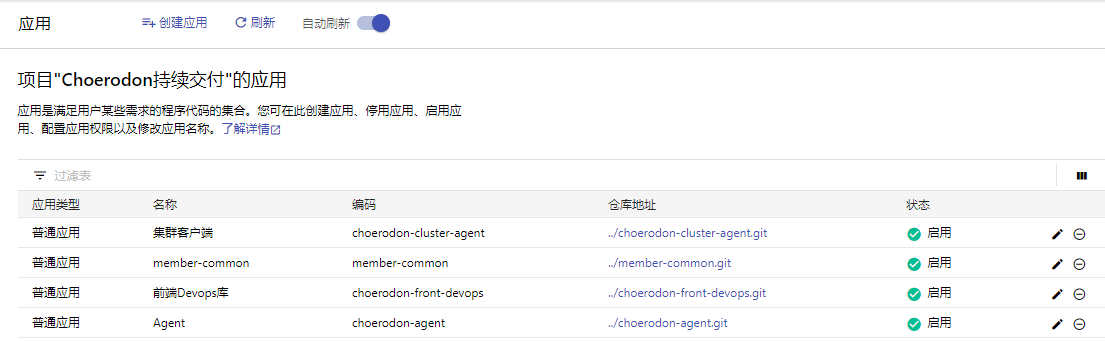 应用 创建应用 刷新 自动刷新
项目"Choerodon持续交付"的应用
应用是满足用户某些需求的程序代码的集合。您可在此创建应用、停用应用、启用应
用、配置应用权限以及修改应用名称。了解详情
过滤表
应用类型 名称 编码 仓库地址 状态
普通应用 集群客户端 choerodon-cluster-agent ../choerodon-cluster-agent.git 启用
普通应用 member-common member-common ../member-common.git 启用
普通应用 前端Devops库 choerodon-front-devops ../choerodon-front-devops.git 启用
普通应用 Agent choerodon-agent ../choerodon-agent.git 启用